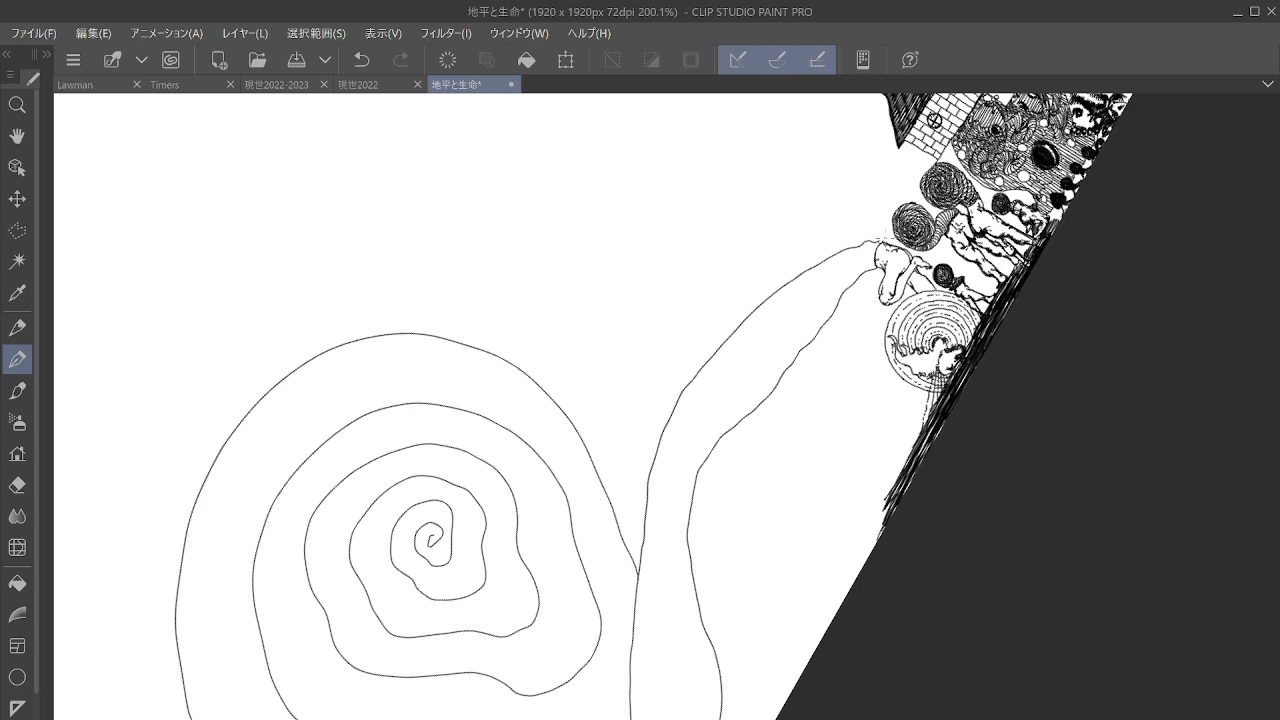 地平と生命* (1920 x 1920px 72dpi 200.1%) - CLIP STUDIO PAINT PRO
ファイル(F) 編集(E) アニメーション(A) レイヤー(L) 選択範囲(S) 表示(V) フィルター(I) ウィンドウ(W) ヘルプ(H)
Lawman Timers 現世2022-2023 現世2022 地平と生命*